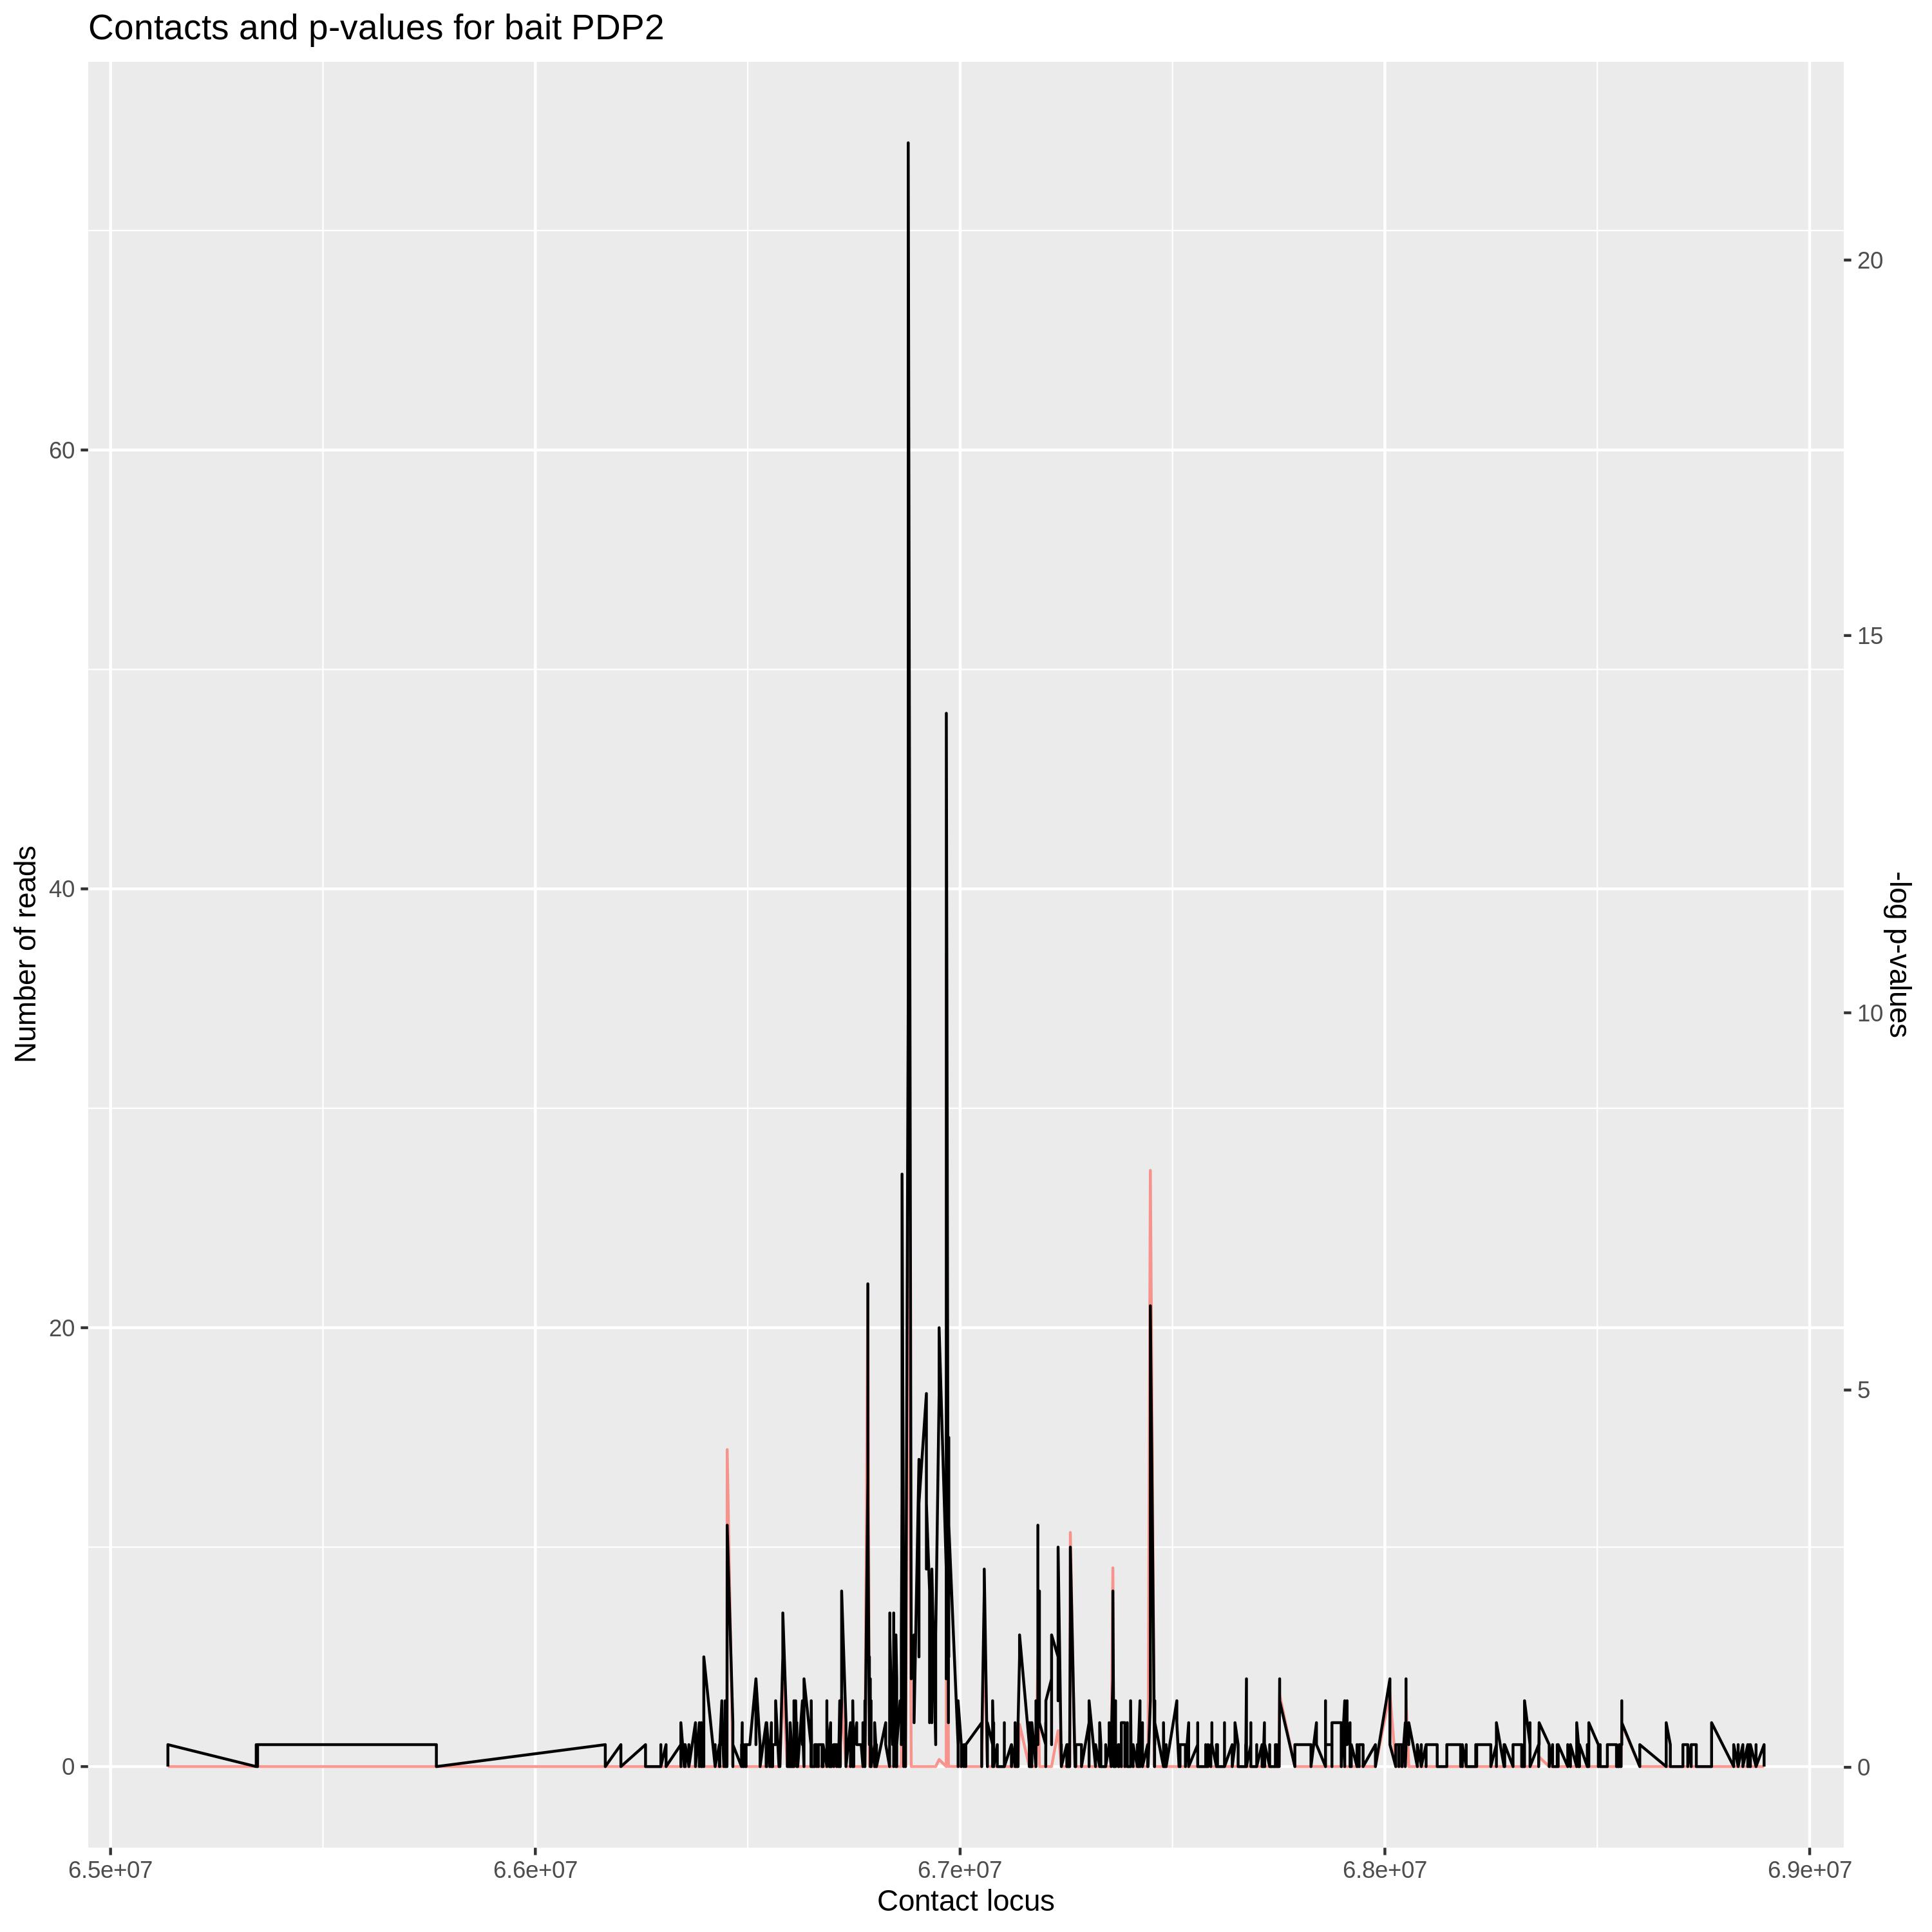 Contacts and p-values for bait PDP2
Number of reads
60
40
20
0
20
15
10
5
0
-log p-values
6.5e+07
6.6e+07
6.7e+07
6.8e+07
6.9e+07
Contact locus